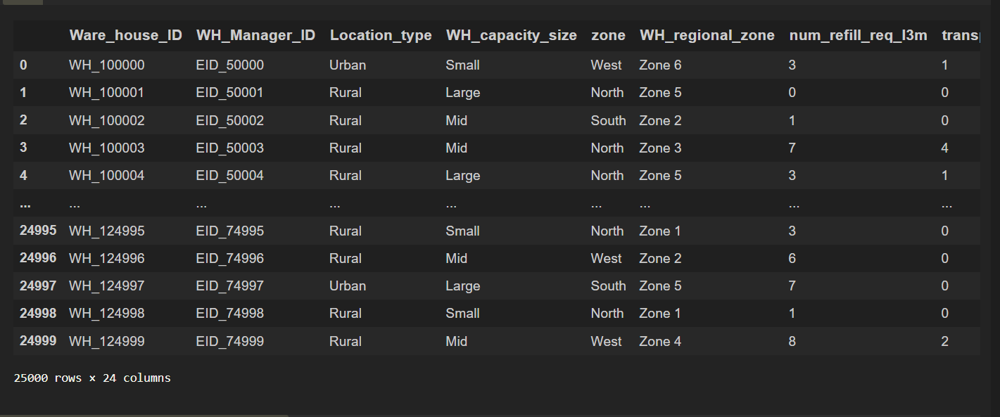 Ware_house_ID WH_Manager_ID Location_type WH_capacity_size zone WH_regional_zone num_refill_req_l3m transp
0 WH_100000 EID_50000 Urban Small West Zone 6 3 1
1 WH_100001 EID_50001 Rural Large North Zone 5 0 0
2 WH_100002 EID_50002 Rural Mid South Zone 2 1 0
3 WH_100003 EID_50003 Rural Mid North Zone 3 7 4
4 WH_100004 EID_50004 Rural Large North Zone 5 3 1
... ... ... ... ... ... ... ... ...
24995 WH_124995 EID_74995 Rural Small North Zone 1 3 0
24996 WH_124996 EID_74996 Rural Mid West Zone 2 6 0
24997 WH_124997 EID_74997 Urban Large South Zone 5 7 0
24998 WH_124998 EID_74998 Rural Small North Zone 1 1 0
24999 WH_124999 EID_74999 Rural Mid West Zone 4 8 2
25000 rows × 24 columns